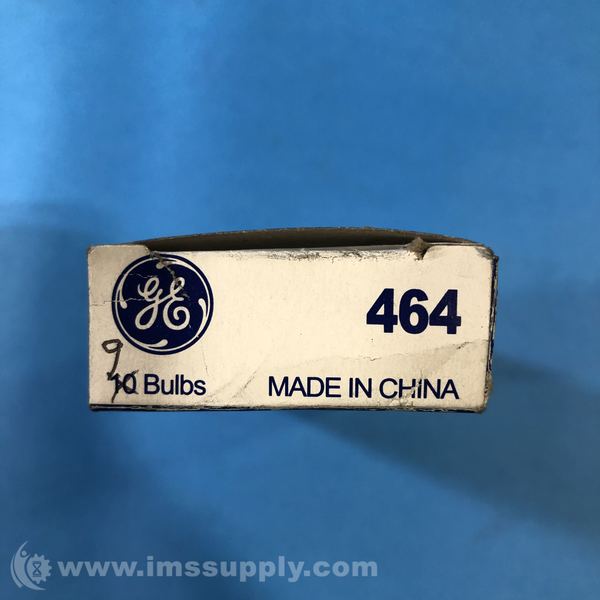 GE
464
9
10 Bulbs
MADE IN CHINA
www.imssupply.com